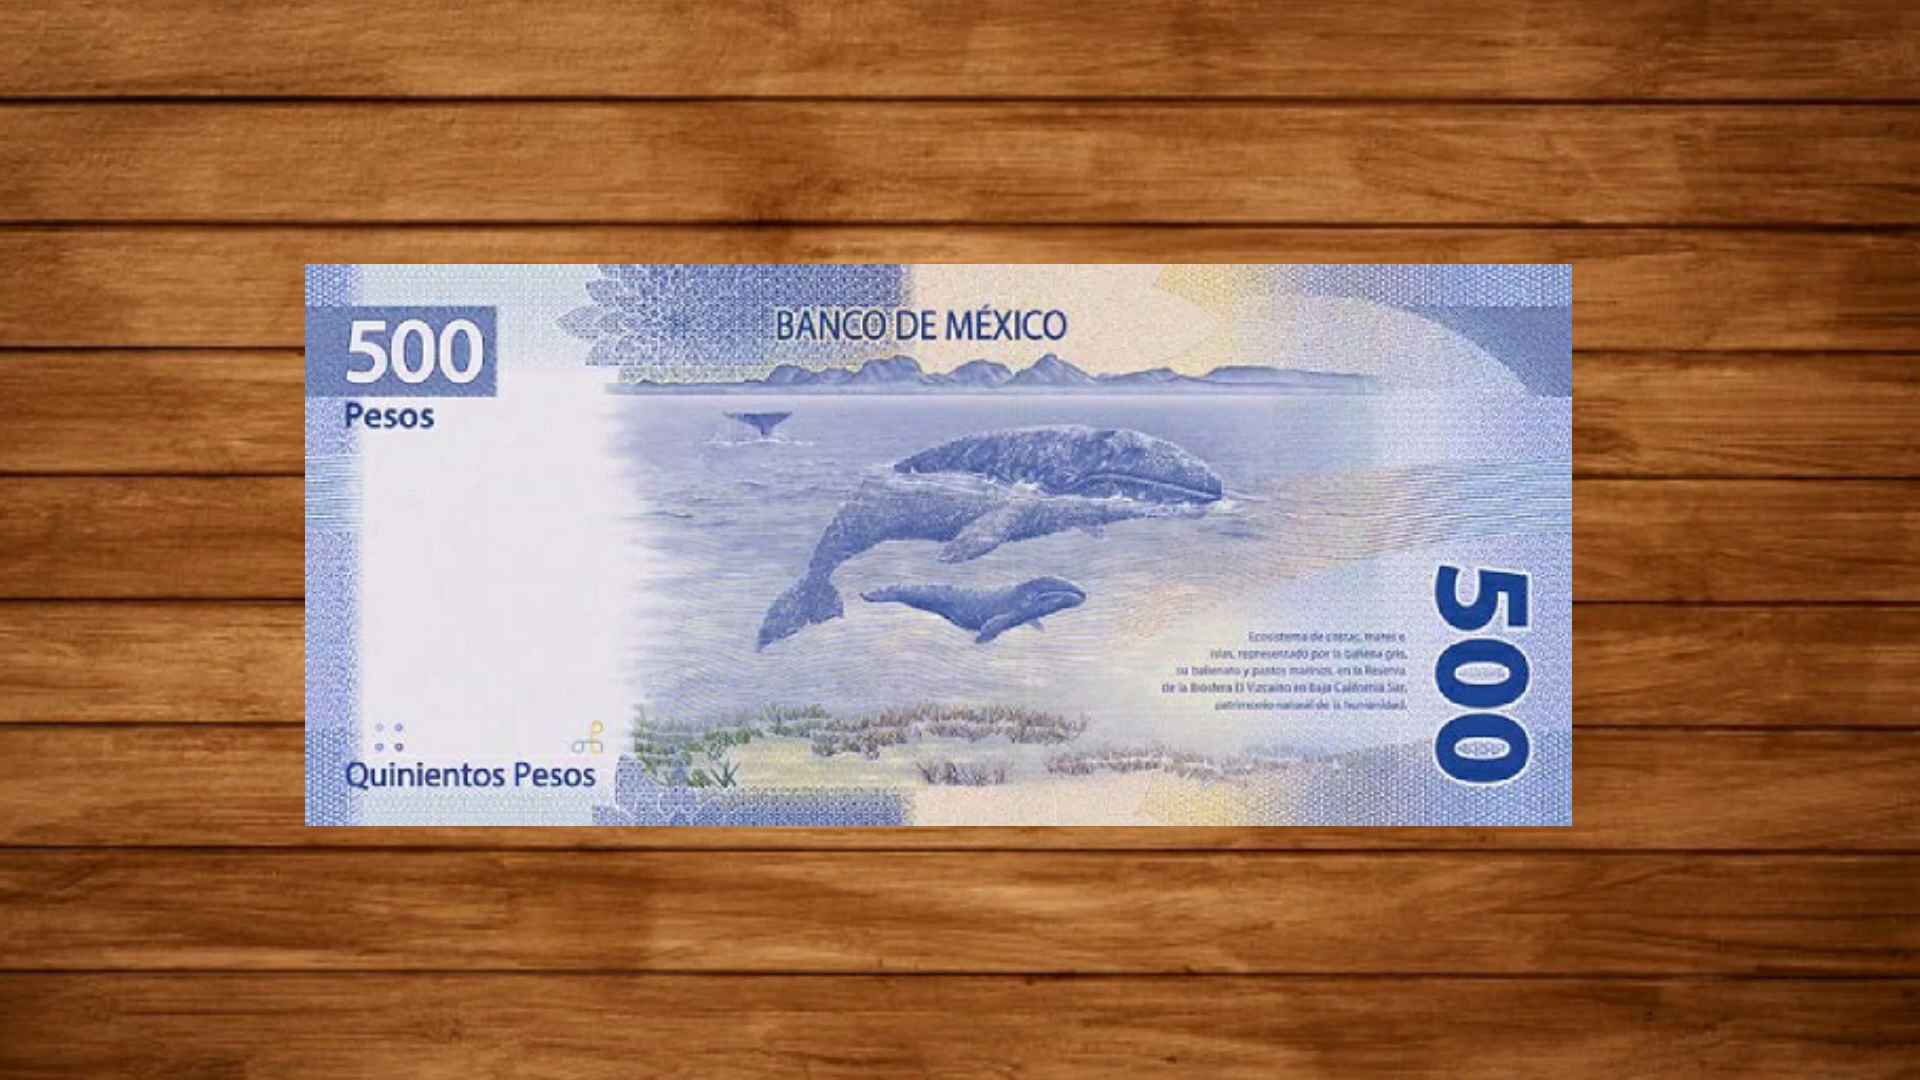 BANCO DE MÉXICO
500
Pesos
500
Ecosistema de costas, mares e
islas, representado por la ballena gris,
su ballenato y pastos marinos, en la Reserva
de la Biosfera El Vizcaíno en Baja California Sur,
patrimonio natural de la humanidad.
Quinientos Pesos